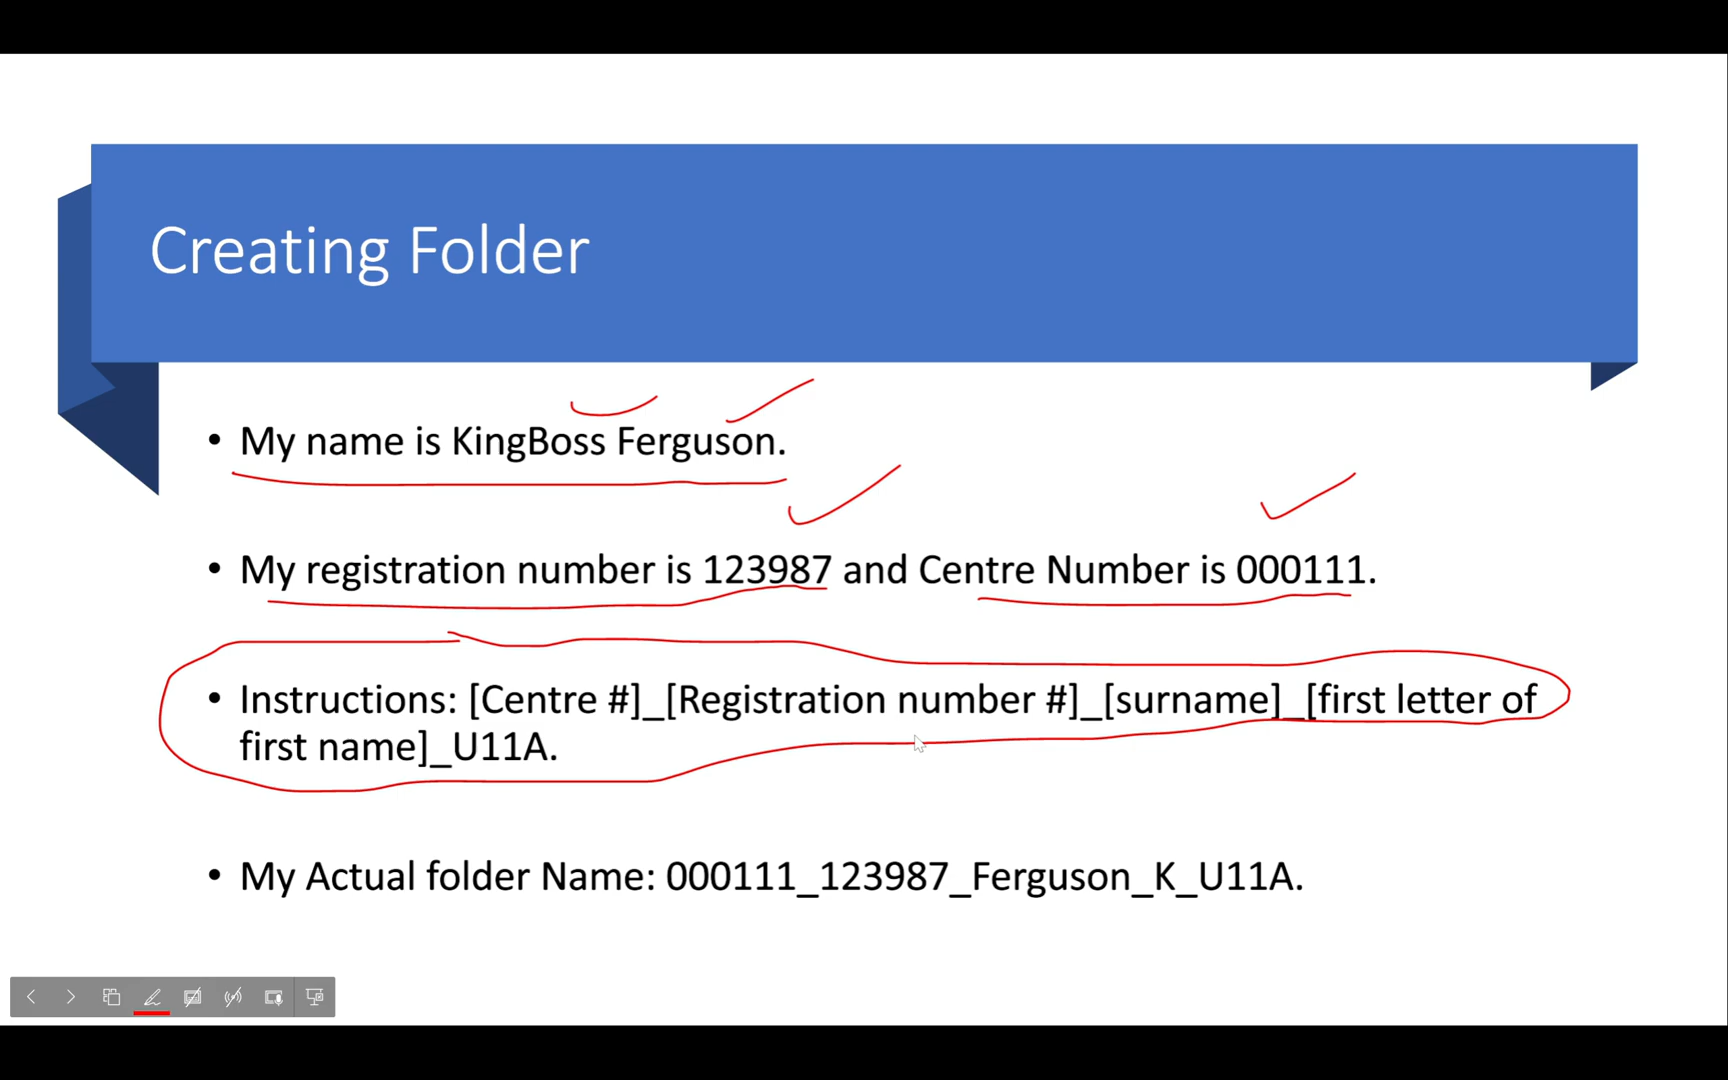 Creating Folder
• My name is KingBoss Ferguson.
• My registration number is 123987 and Centre Number is 000111.
• Instructions: [Centre #]_[Registration number #]_[surname]_[first letter of
first name]_U11A.
• My Actual folder Name: 000111_123987_Ferguson_K_U11A.